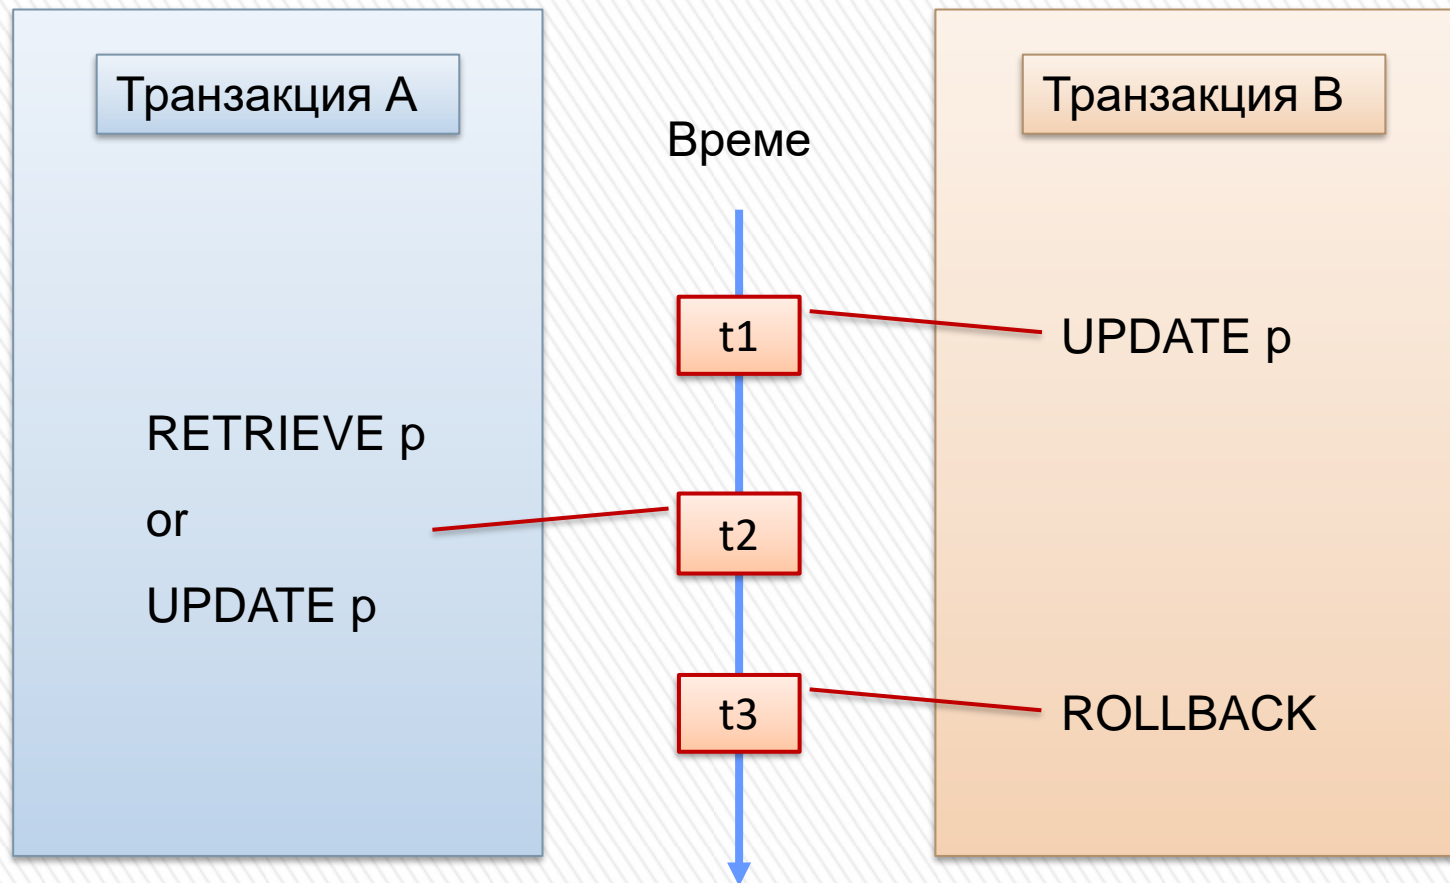 Транзакция A
Транзакция B
Време
t1
UPDATE p
RETRIEVE p
or
UPDATE p
t2
t3
ROLLBACK